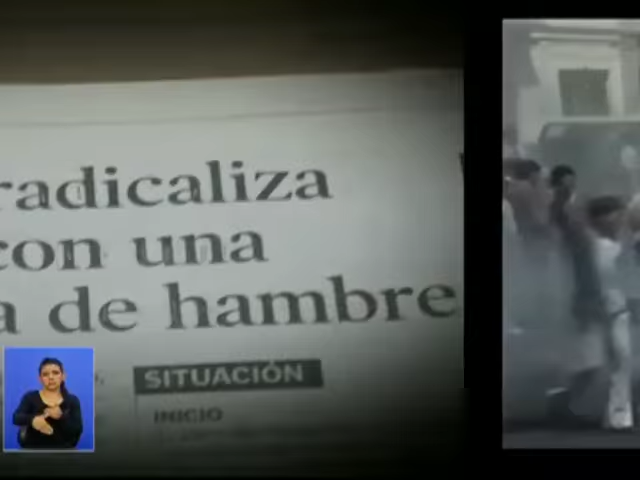 radicaliza
con una
a de hambre
SITUACIÓN
INICIO